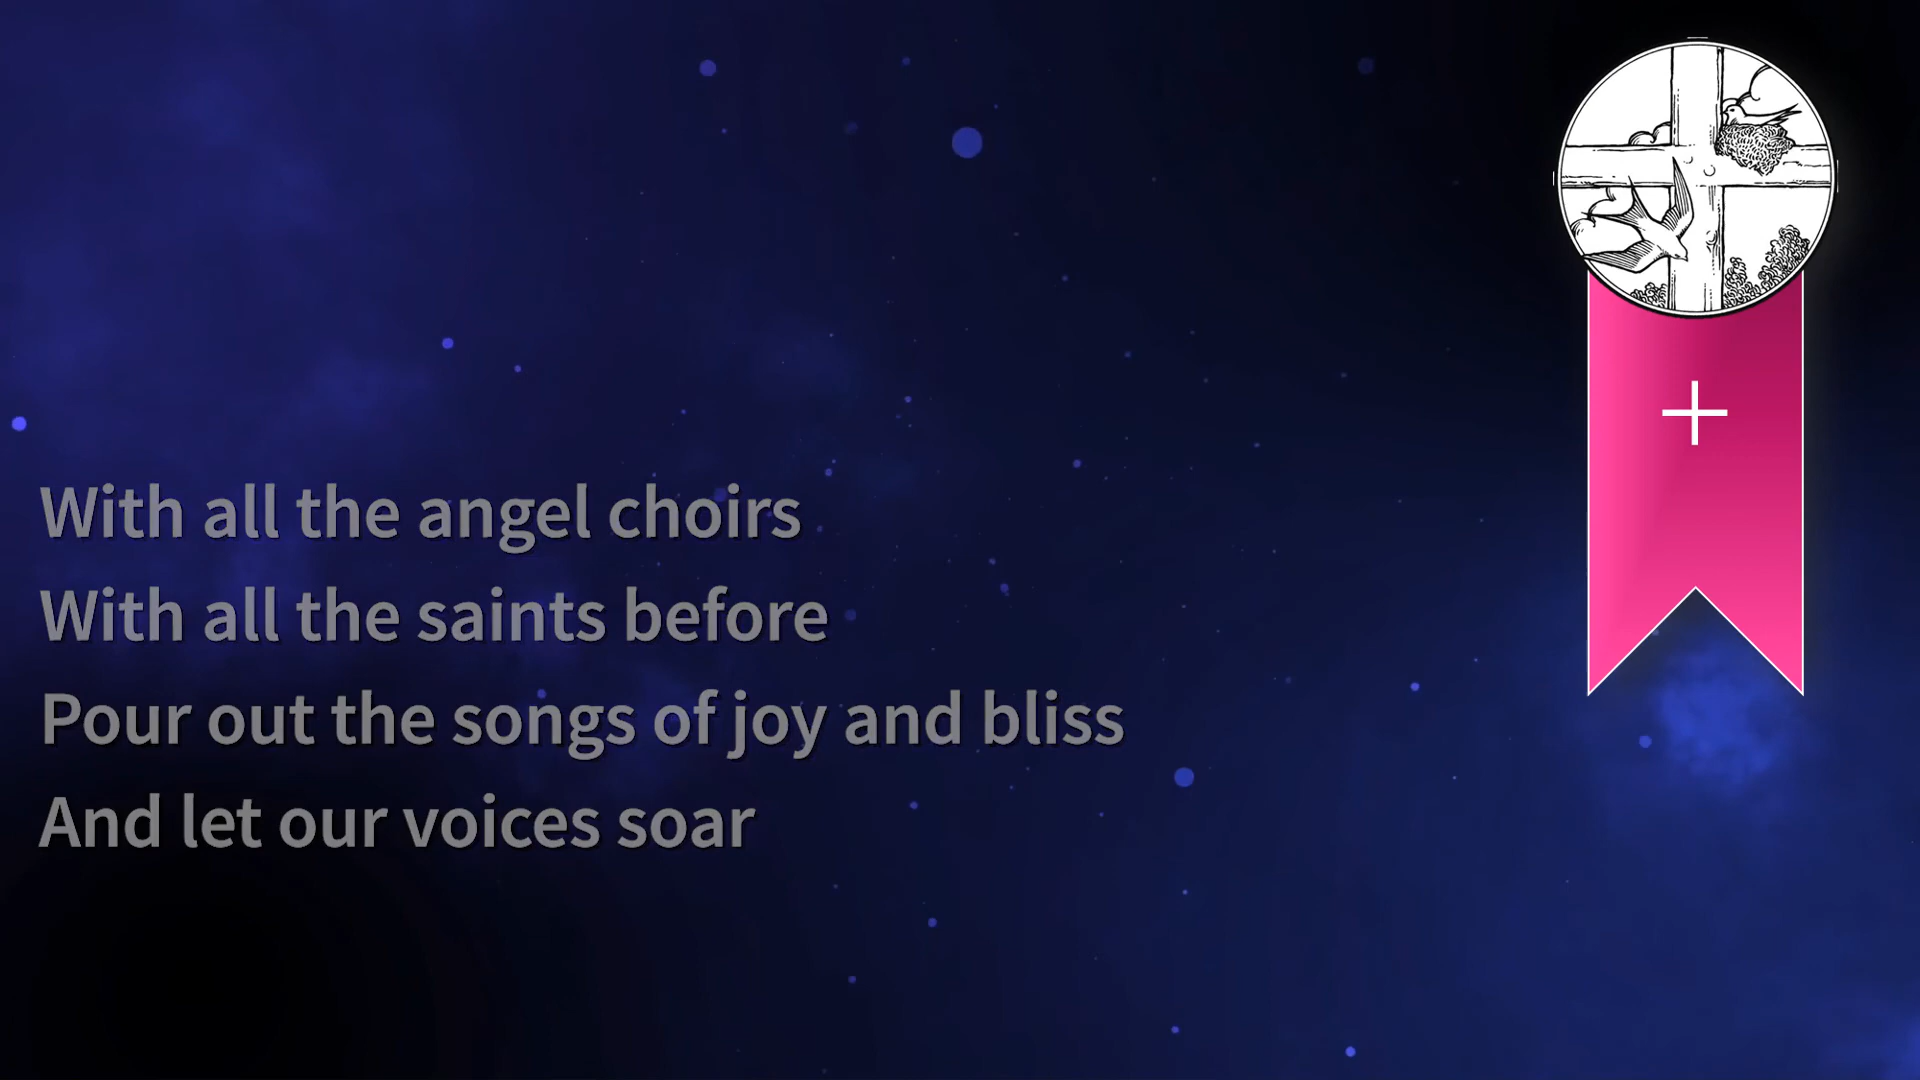 With all the angel choirs
With all the saints before
Pour out the songs of joy and bliss
And let our voices soar